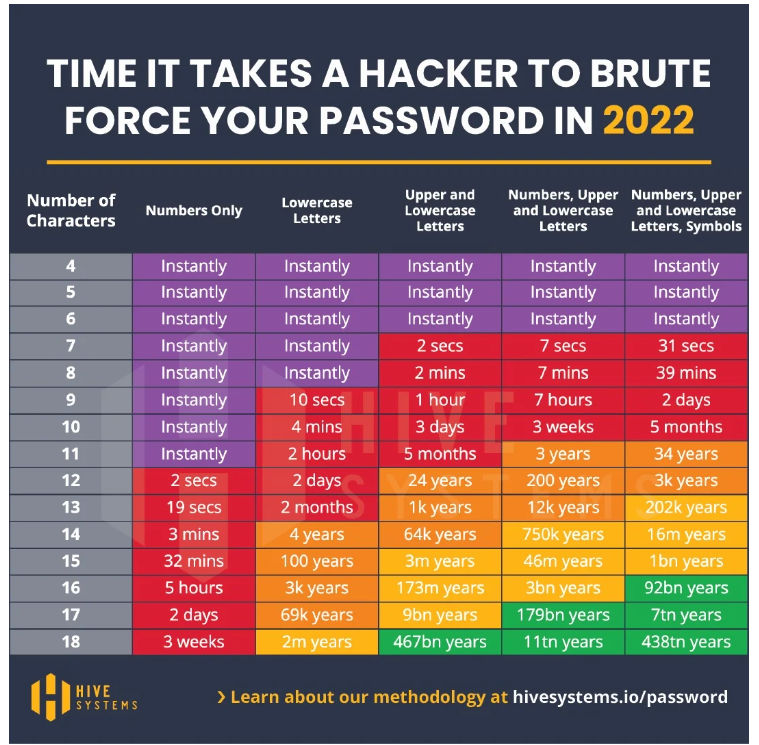 TIME IT TAKES A HACKER TO BRUTE
FORCE YOUR PASSWORD IN 2022
Number of Characters Numbers Only Lowercase Letters Upper and Lowercase Letters Numbers, Upper and Lowercase Letters Numbers, Upper and Lowercase Letters, Symbols
4 Instantly Instantly Instantly Instantly Instantly
5 Instantly Instantly Instantly Instantly Instantly
6 Instantly Instantly Instantly Instantly Instantly
7 Instantly Instantly 2 secs 7 secs 31 secs
8 Instantly Instantly 2 mins 7 mins 39 mins
9 Instantly 10 secs 1 hour 7 hours 2 days
10 Instantly 4 mins 3 days 3 weeks 5 months
11 Instantly 2 hours 5 months 3 years 34 years
12 2 secs 2 days 24 years 200 years 3k years
13 19 secs 2 months 1k years 12k years 202k years
14 3 mins 4 years 64k years 750k years 16m years
15 32 mins 100 years 3m years 46m years 1bn years
16 5 hours 3k years 173m years 3bn years 92bn years
17 2 days 69k years 9bn years 179bn years 7tn years
18 3 weeks 2m years 467bn years 11tn years 438tn years
HIVE
SYSTEMS
HIVE
SYSTEMS
› Learn about our methodology at hivesystems.io/password